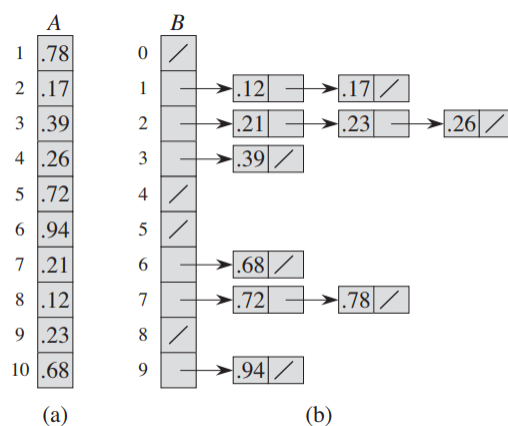 A B
1 .78 0 /
2 .17 1 .12 .17 /
3 .39 2 .21 .23 .26 /
4 .26 3 .39 /
5 .72 4 /
6 .94 5 /
7 .21 6 .68 /
8 .12 7 .72 .78 /
9 .23 8 /
10 .68 9 .94 /
(a) (b)